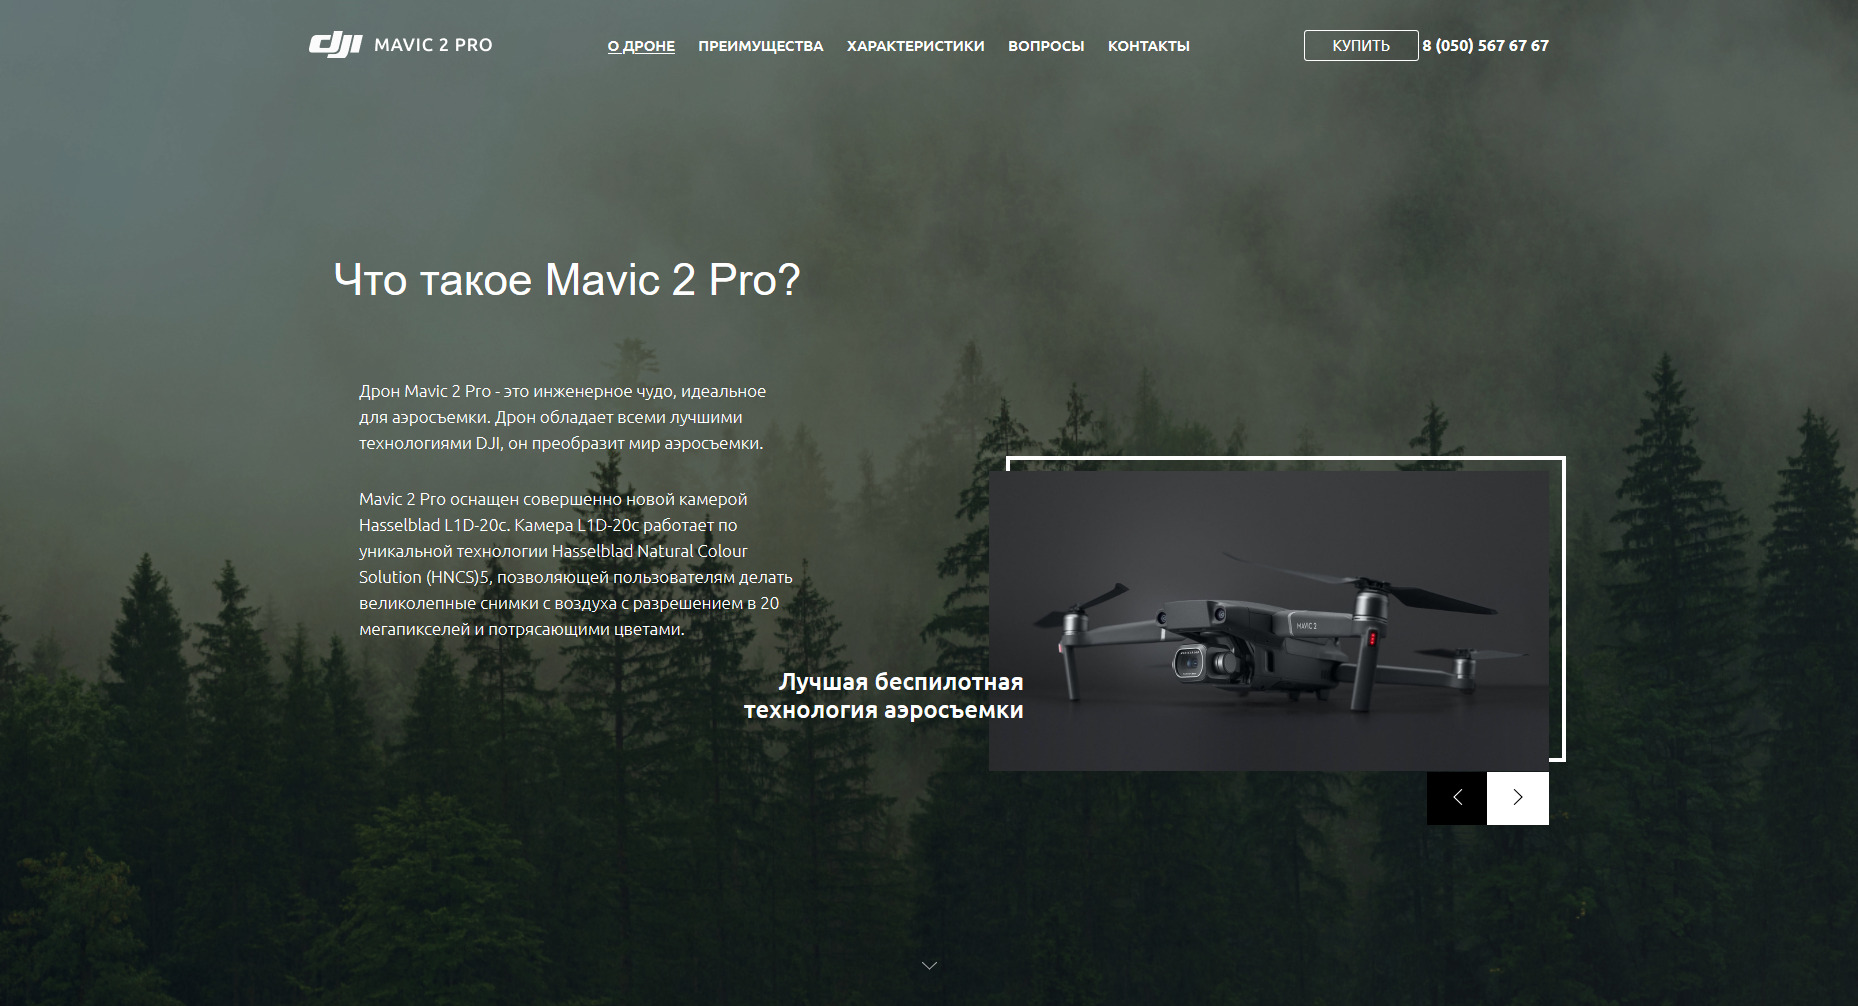 dji MAVIC 2 PRO
О ДРОНЕ ПРЕИМУЩЕСТВА ХАРАКТЕРИСТИКИ ВОПРОСЫ КОНТАКТЫ
КУПИТЬ 8 (050) 567 67 67
Что такое Mavic 2 Pro?
Дрон Mavic 2 Pro - это инженерное чудо, идеальное
для аэросъемки. Дрон обладает всеми лучшими
технологиями DJI, он преобразит мир аэросъемки.
Mavic 2 Pro оснащен совершенно новой камерой
Hasselblad L1D-20c. Камера L1D-20c работает по
уникальной технологии Hasselblad Natural Colour
Solution (HNCS)5, позволяющей пользователям делать
великолепные снимки с воздуха с разрешением в 20
мегапикселей и потрясающими цветами.
Лучшая беспилотная
технология аэросъемки
MAVIC 2